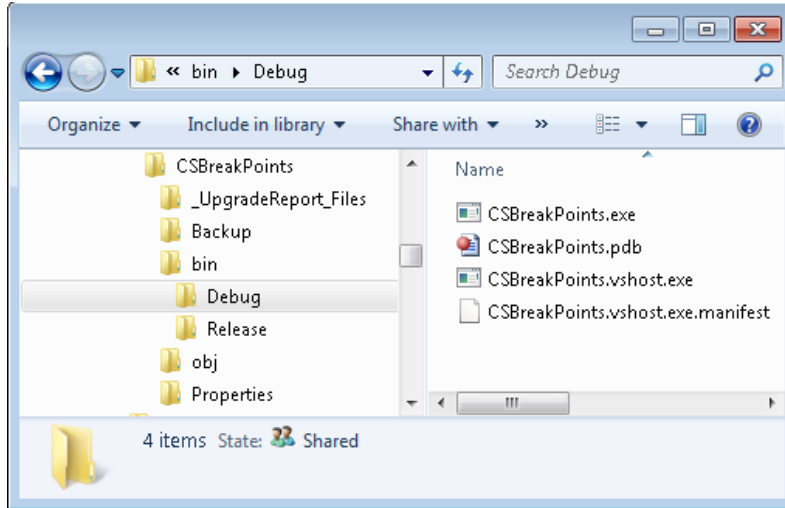 « bin ▸ Debug
Search Debug
Organize Include in library Share with »
CSBreakPoints
_UpgradeReport_Files
Backup
bin
Debug
Release
obj
Properties
Name
CSBreakPoints.exe
CSBreakPoints.pdb
CSBreakPoints.vshost.exe
CSBreakPoints.vshost.exe.manifest
4 items State: Shared